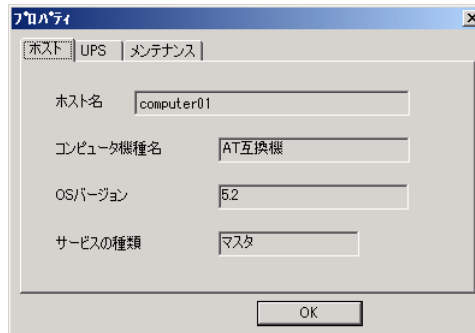 プロパティ
ホスト UPS メンテナンス
ホスト名 computer01
コンピュータ機種名 AT互換機
OSバージョン 5.2
サービスの種類 マスタ
OK